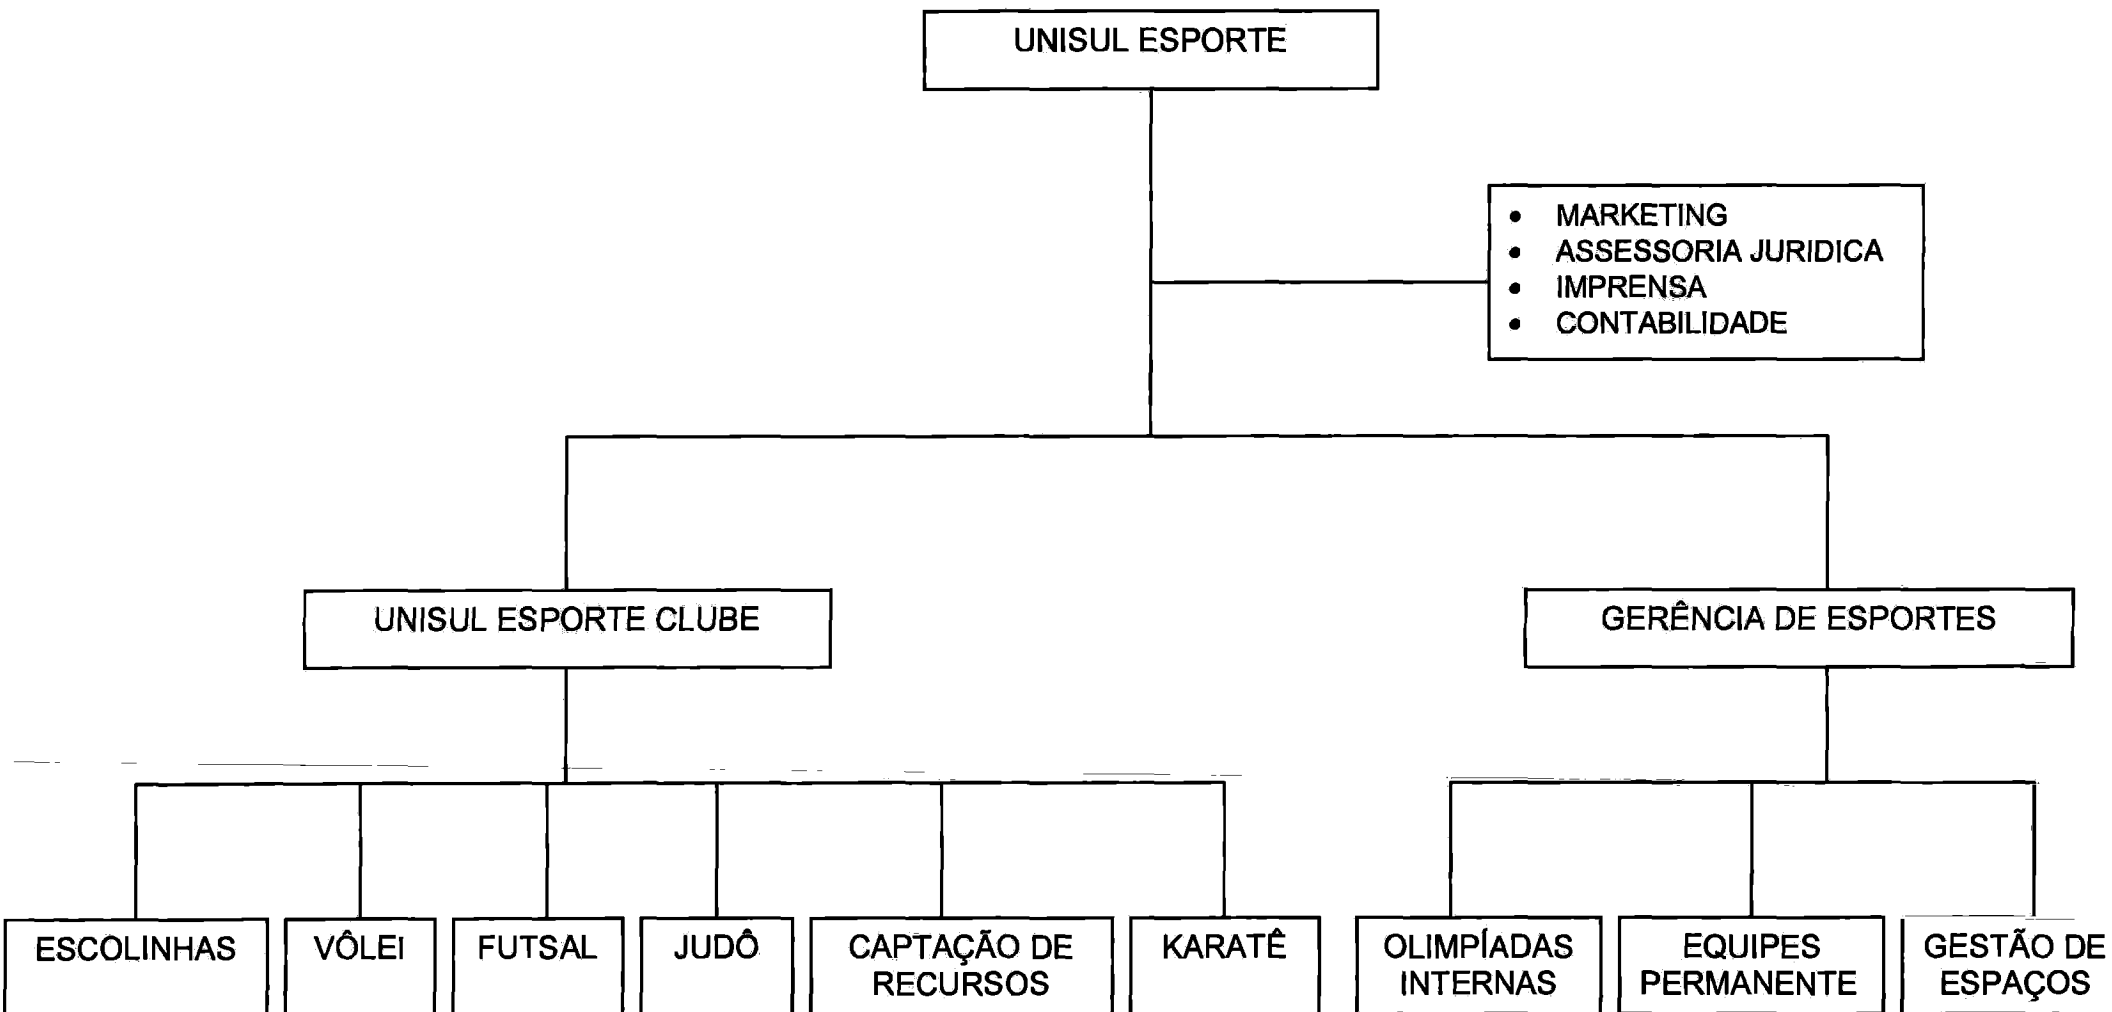 UNISUL ESPORTE
• MARKETING
• ASSESSORIA JURIDICA
• IMPRENSA
• CONTABILIDADE
UNISUL ESPORTE CLUBE
GERÊNCIA DE ESPORTES
ESCOLINHAS
VÔLEI
FUTSAL
JUDÔ
CAPTAÇÃO DE
RECURSOS
KARATÊ
OLIMPÍADAS
INTERNAS
EQUIPES
PERMANENTE
GESTÃO DE
ESPAÇOS